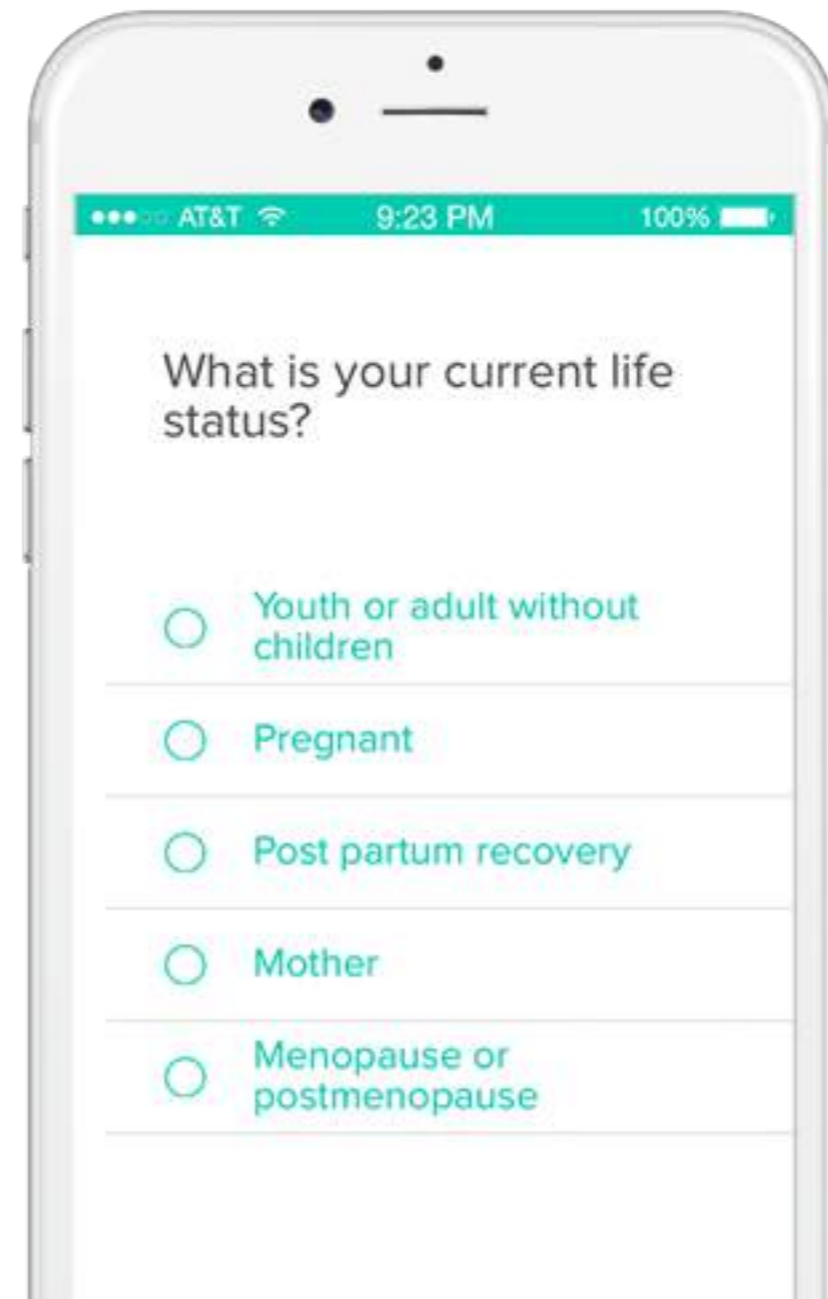 AT&T 9:23 PM 100%
What is your current life
status?
Youth or adult without
children
Pregnant
Post partum recovery
Mother
Menopause or
postmenopause